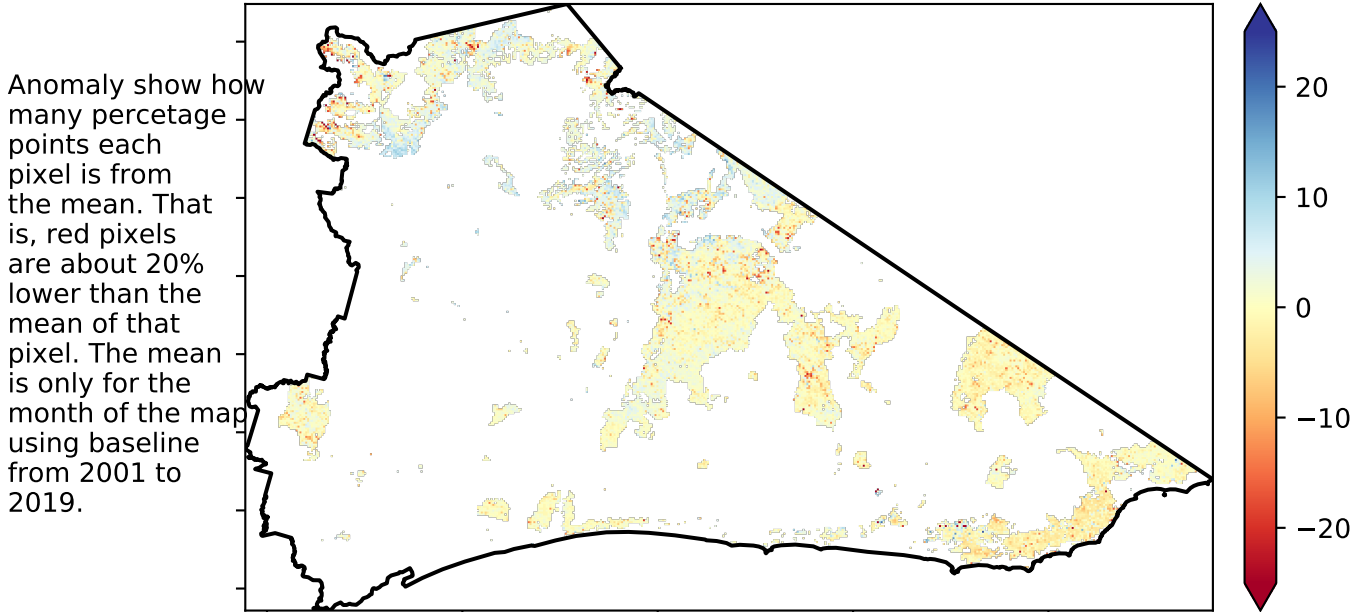 Anomaly show how
many percetage
points each
pixel is from
the mean. That
is, red pixels
are about 20%
lower than the
mean of that
pixel. The mean
is only for the
month of the map
using baseline
from 2001 to
2019.
20
10
0
−10
−20